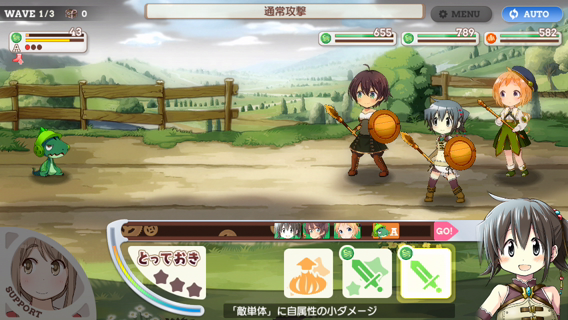 WAVE 1/3 0
通常攻撃
MENU
AUTO
43
A
655
789
582
A
GO!
とっておき
SUPPORT
「敵単体」に自属性の小ダメージ